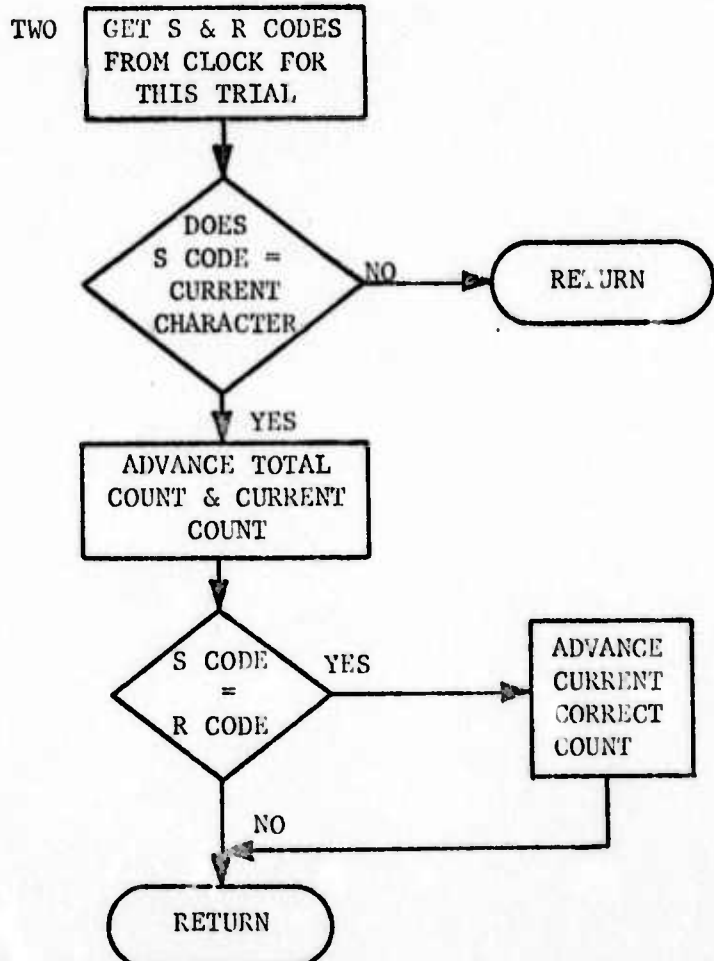 TWO
GET S & R CODES
FROM CLOCK FOR
THIS TRIAL
DOES
S CODE =
CURRENT
CHARACTER
NO
RETURN
YES
ADVANCE TOTAL
COUNT & CURRENT
COUNT
S CODE
=
R CODE
YES
ADVANCE
CURRENT
CORRECT
COUNT
NO
RETURN